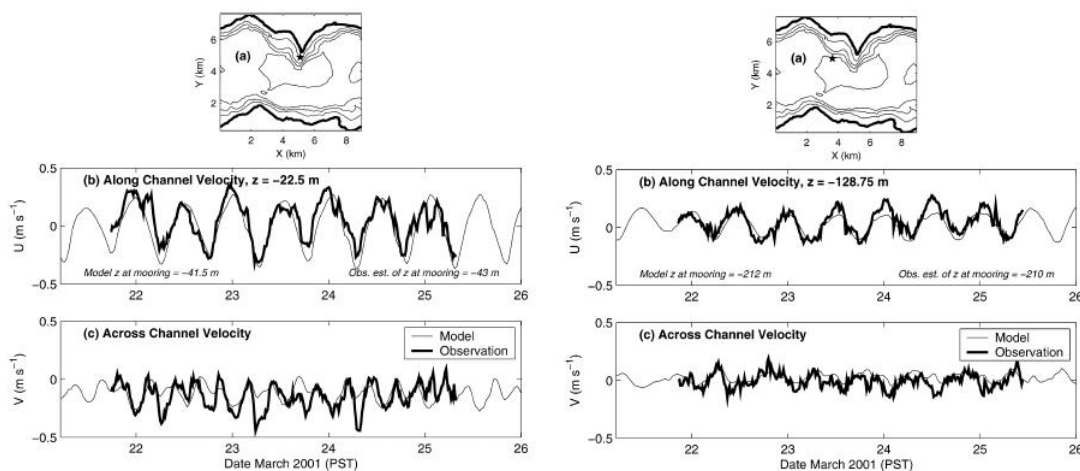 (a)
Y (km)
6
4
2
2 4 6 8
X (km)
(b) Along Channel Velocity, z = −22.5 m
U (m s⁻¹)
0.5
0
−0.5
Model z at mooring = −41.5 m
Obs. est. of z at mooring = −43 m
22 23 24 25 26
(c) Across Channel Velocity
Model
Observation
V (m s⁻¹)
0.5
0
−0.5
22 23 24 25 26
Date March 2001 (PST)
(a)
Y (km)
6
4
2
2 4 6 8
X (km)
(b) Along Channel Velocity, z = −128.75 m
U (m s⁻¹)
0.5
0
−0.5
Model z at mooring = −212 m
Obs. est. of z at mooring = −210 m
22 23 24 25 26
(c) Across Channel Velocity
Model
Observation
V (m s⁻¹)
0.5
0
−0.5
22 23 24 25 26
Date March 2001 (PST)